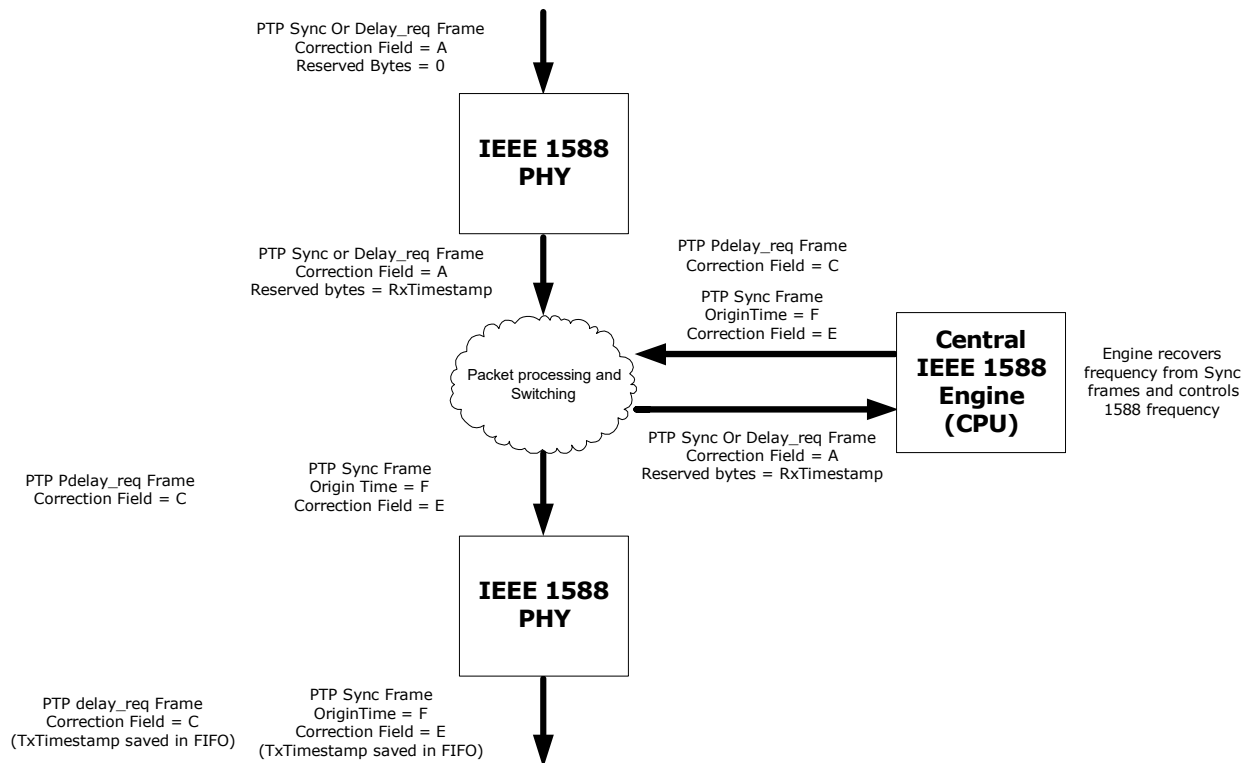 PTP Sync Or Delay_req Frame
Correction Field = A
Reserved Bytes = 0
IEEE 1588
PHY
PTP Sync or Delay_req Frame
Correction Field = A
Reserved bytes = RxTimestamp
PTP Pdelay_req Frame
Correction Field = C
PTP Sync Frame
OriginTime = F
Correction Field = E
Central
IEEE 1588
Engine
(CPU)
Engine recovers
frequency from Sync
frames and controls
1588 frequency
Packet processing and
Switching
PTP Sync Or Delay_req Frame
Correction Field = A
Reserved bytes = RxTimestamp
PTP Pdelay_req Frame
Correction Field = C
PTP Sync Frame
Origin Time = F
Correction Field = E
IEEE 1588
PHY
PTP delay_req Frame
Correction Field = C
(TxTimestamp saved in FIFO)
PTP Sync Frame
OriginTime = F
Correction Field = E
(TxTimestamp saved in FIFO)